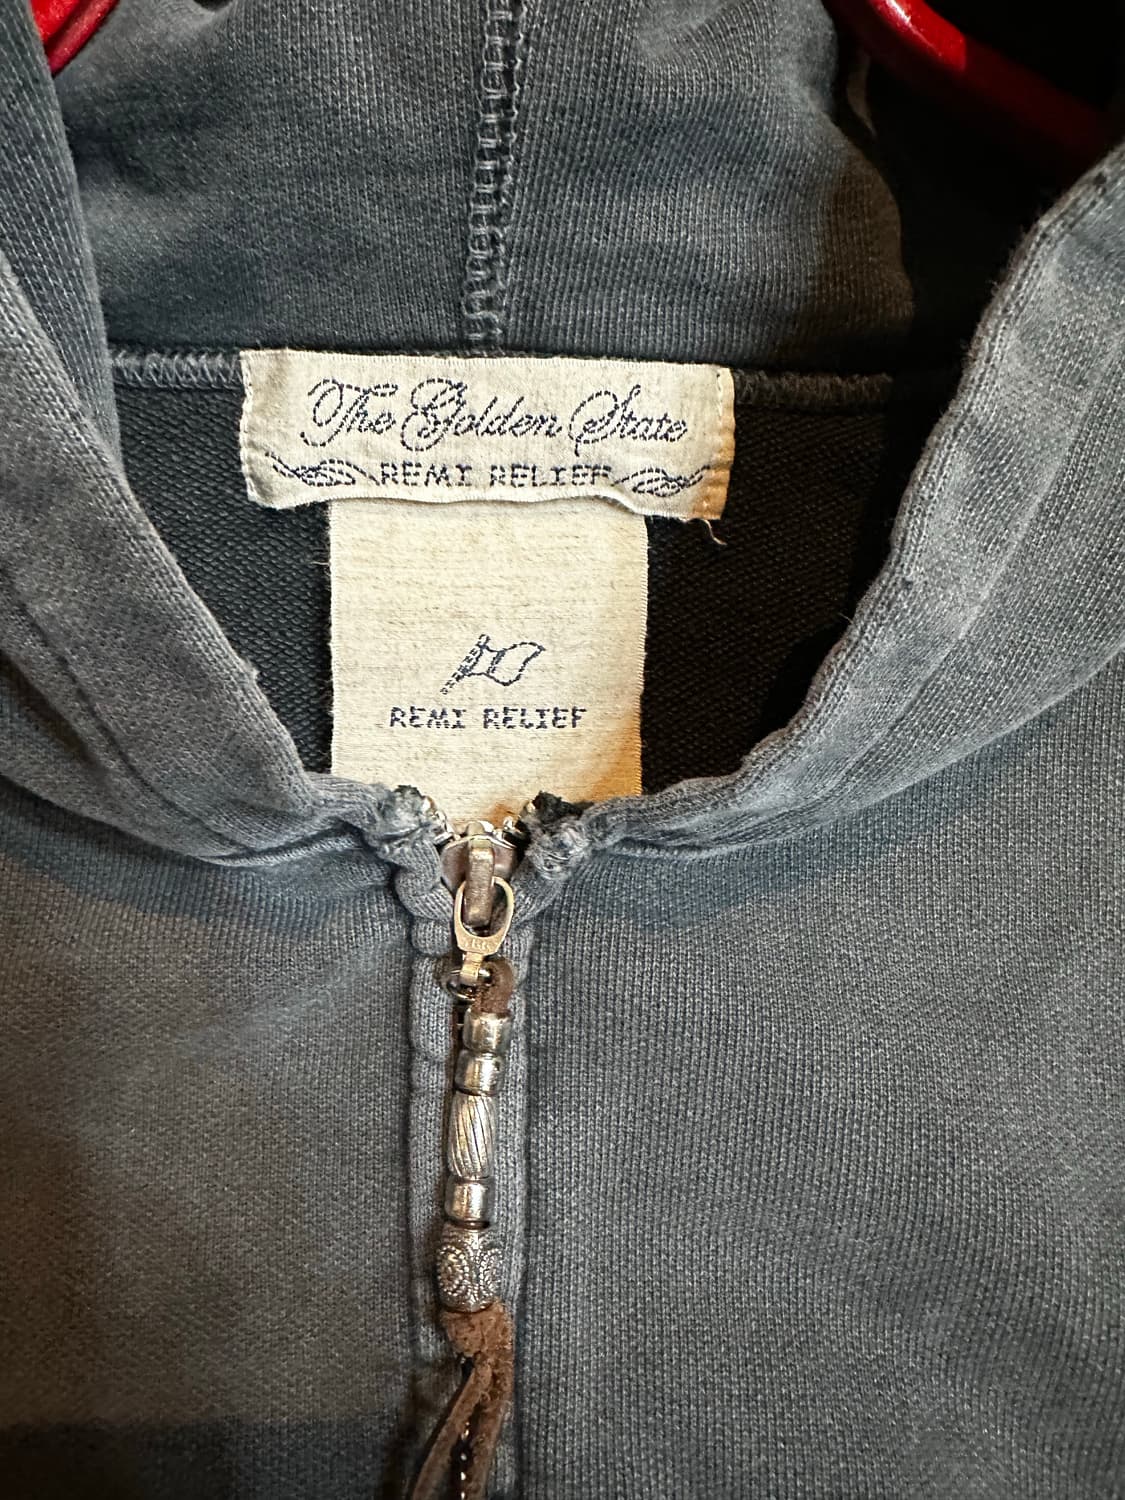 The Golden State
REMI RELIEF
REMI RELIEF